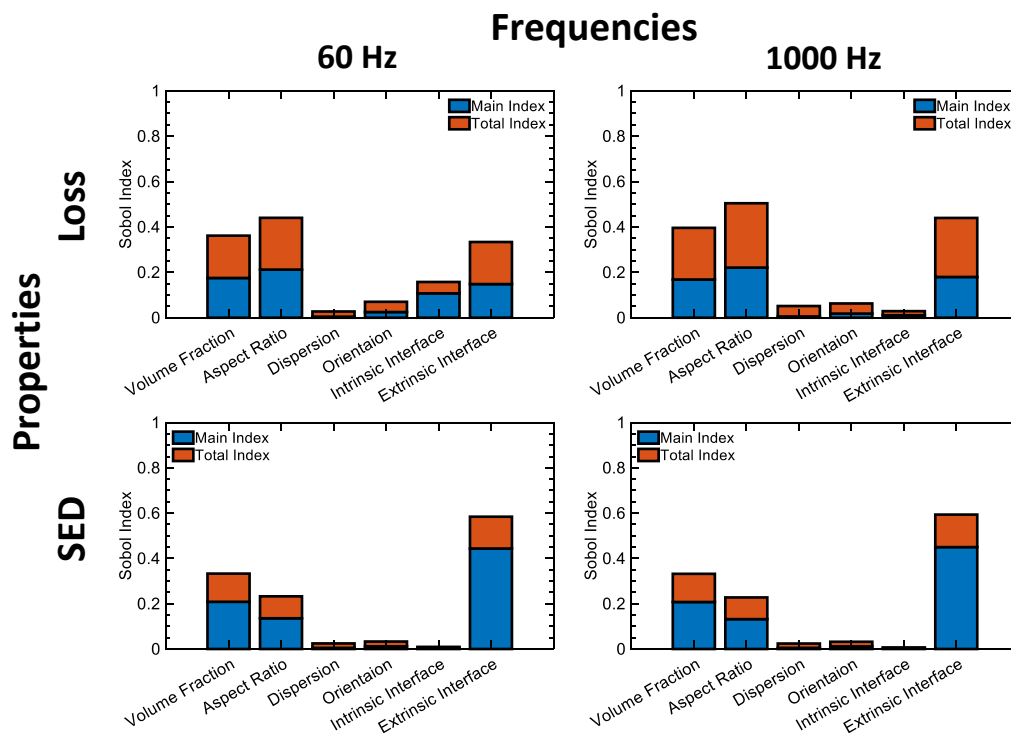 Frequencies
60 Hz
1000 Hz
Properties
Loss
SED
Sobol Index
1
0.8
0.6
0.4
0.2
0
Main Index
Total Index
Volume Fraction
Aspect Ratio
Dispersion
Orientaion
Intrinsic Interface
Extrinsic Interface
Sobol Index
1
0.8
0.6
0.4
0.2
0
Main Index
Total Index
Volume Fraction
Aspect Ratio
Dispersion
Orientaion
Intrinsic Interface
Extrinsic Interface
Sobol Index
1
0.8
0.6
0.4
0.2
0
Main Index
Total Index
Volume Fraction
Aspect Ratio
Dispersion
Orientaion
Intrinsic Interface
Extrinsic Interface
Sobol Index
1
0.8
0.6
0.4
0.2
0
Main Index
Total Index
Volume Fraction
Aspect Ratio
Dispersion
Orientaion
Intrinsic Interface
Extrinsic Interface